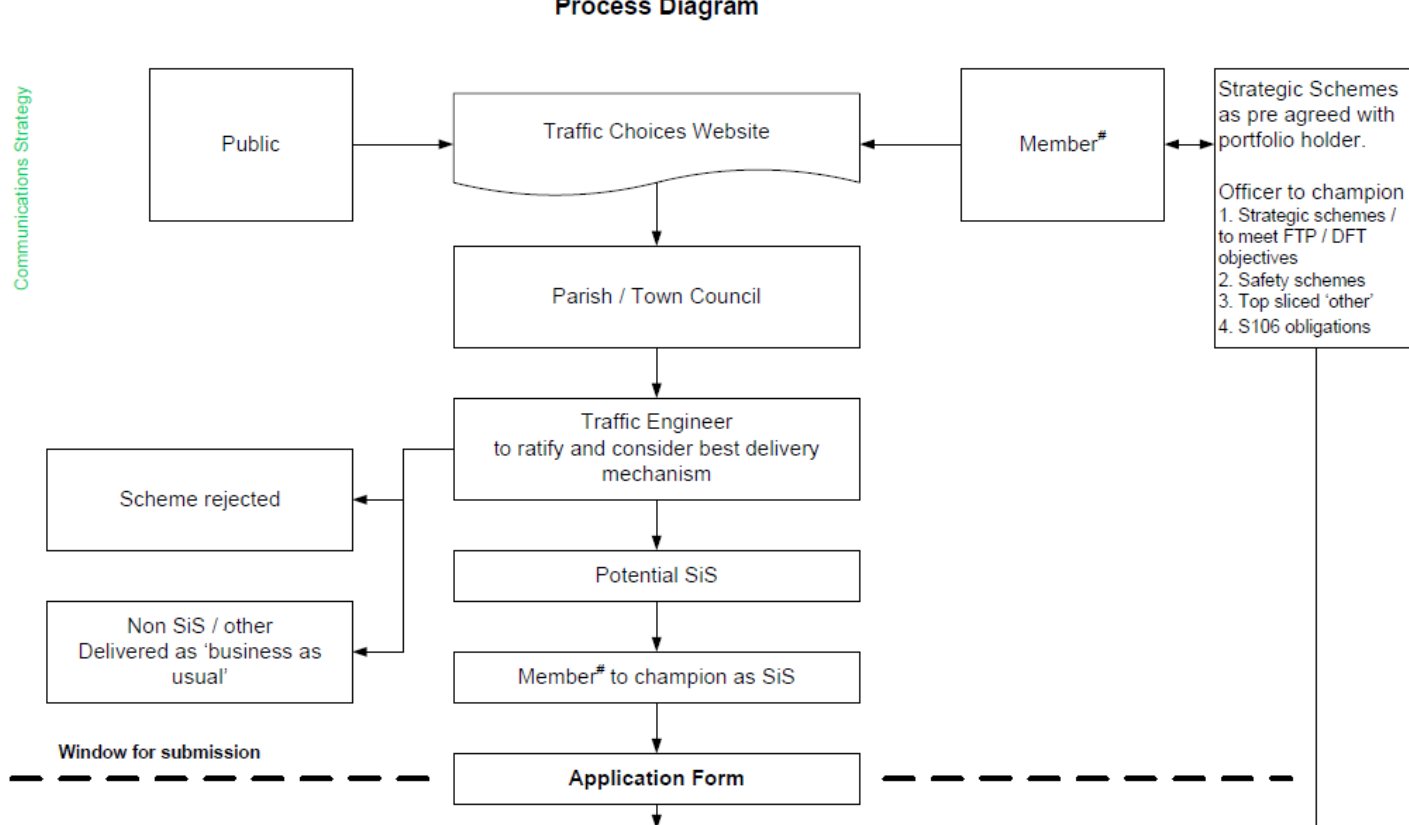 Process Diagram
Communications Strategy
Public
Traffic Choices Website
Member#
Strategic Schemes
as pre agreed with
portfolio holder.
Officer to champion
1. Strategic schemes /
to meet FTP / DFT
objectives
2. Safety schemes
3. Top sliced ‘other’
4. S106 obligations
Parish / Town Council
Traffic Engineer
to ratify and consider best delivery
mechanism
Scheme rejected
Potential SiS
Non SiS / other
Delivered as ‘business as
usual’
Member# to champion as SiS
Window for submission
Application Form